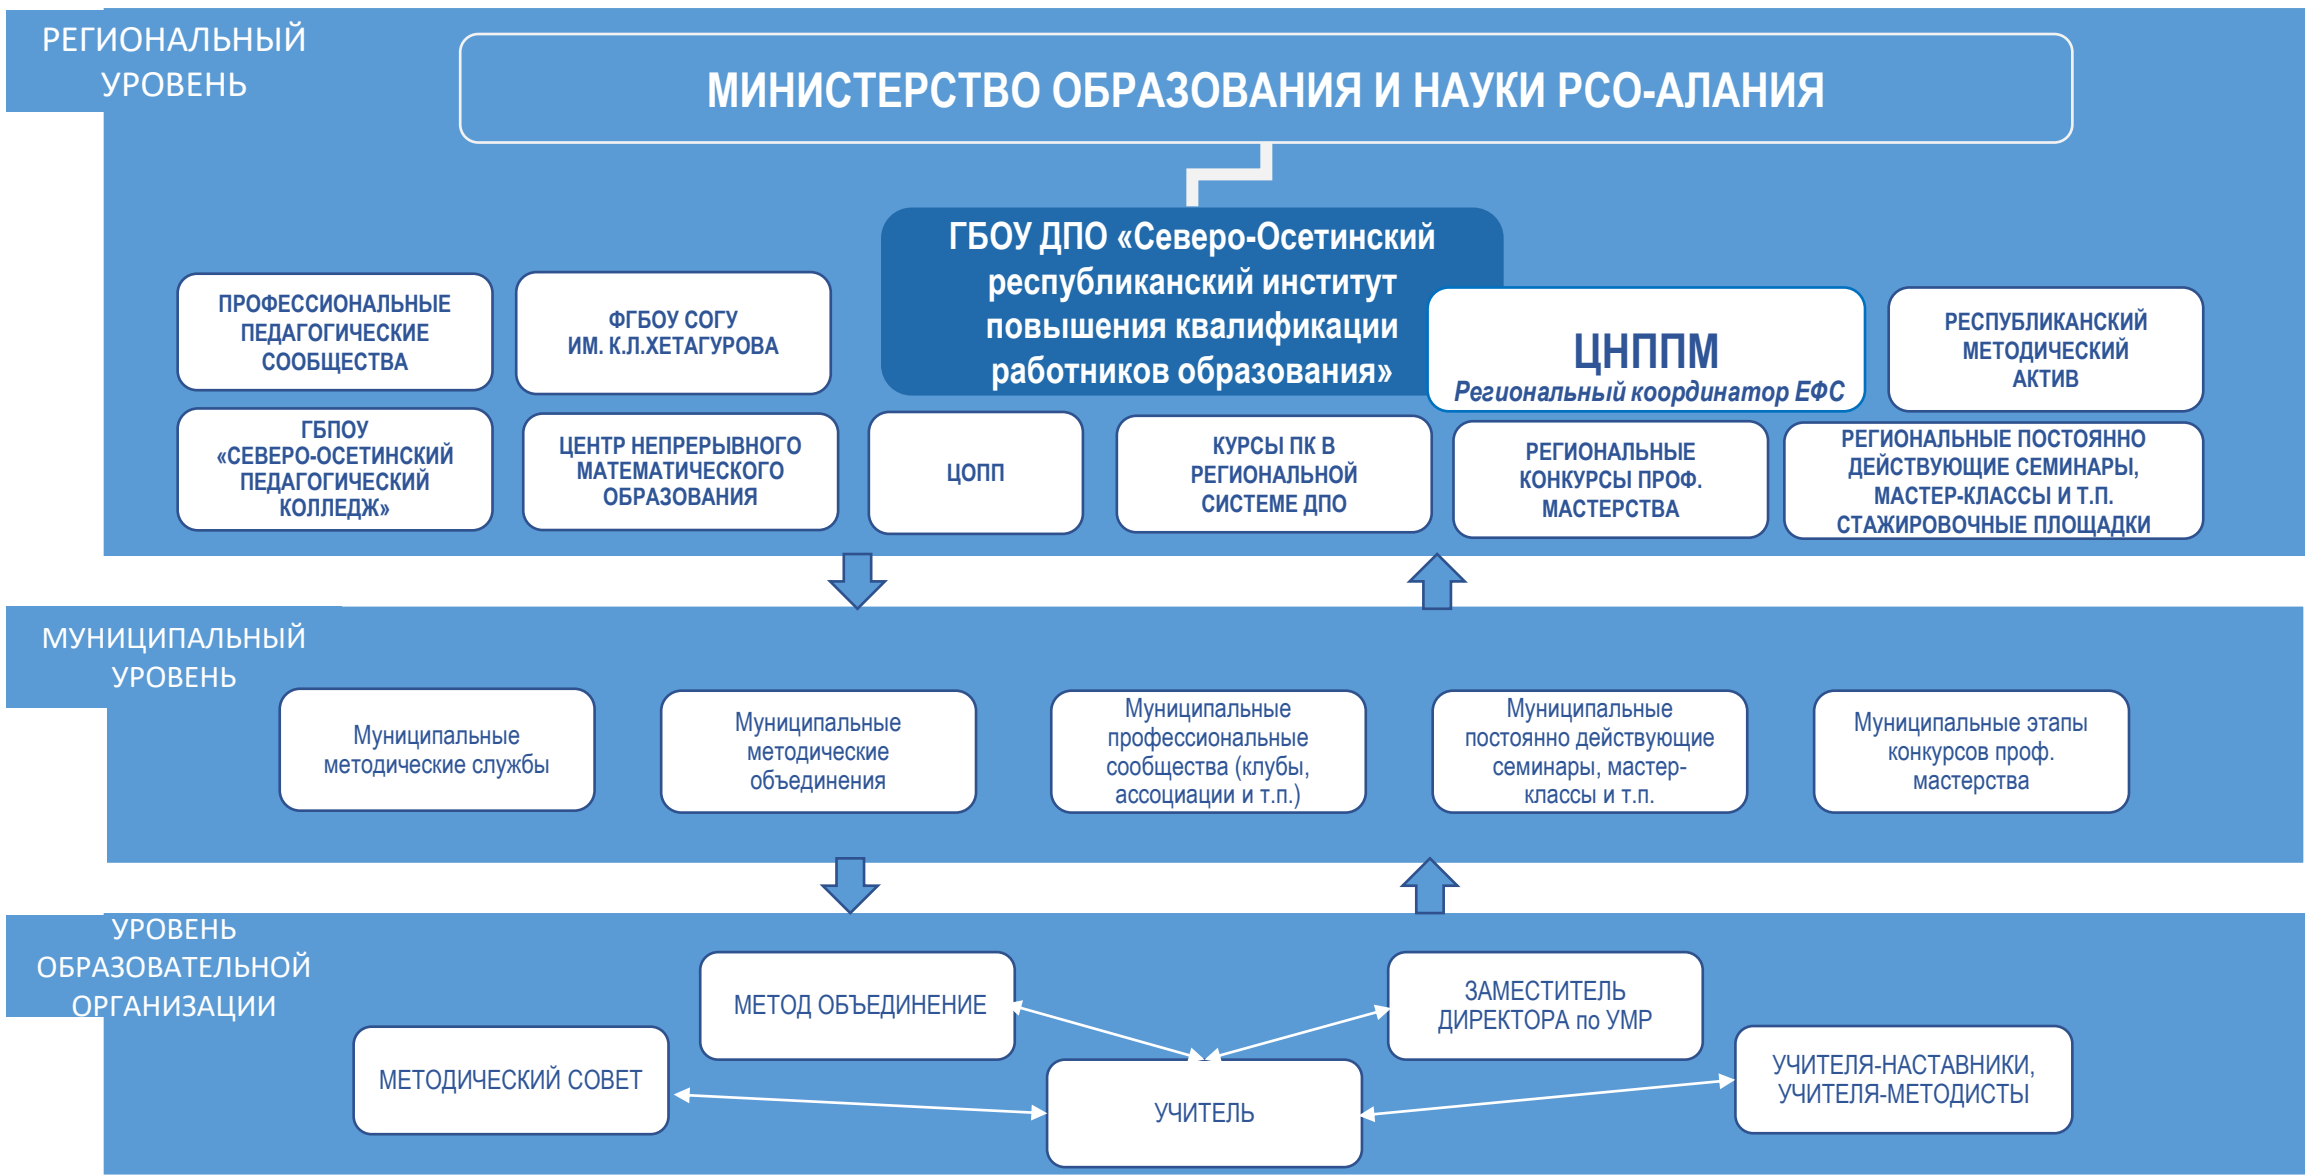 РЕГИОНАЛЬНЫЙ
УРОВЕНЬ
МИНИСТЕРСТВО ОБРАЗОВАНИЯ И НАУКИ РСО-АЛАНИЯ
ГБОУ ДПО «Северо-Осетинский
республиканский институт
повышения квалификации
работников образования»
ПРОФЕССИОНАЛЬНЫЕ
ПЕДАГОГИЧЕСКИЕ
СООБЩЕСТВА
ФГБОУ СОГУ
ИМ. К.Л.ХЕТАГУРОВА
ЦНППМ
Региональный координатор ЕФС
РЕСПУБЛИКАНСКИЙ
МЕТОДИЧЕСКИЙ
АКТИВ
ГБПОУ
«СЕВЕРО-ОСЕТИНСКИЙ
ПЕДАГОГИЧЕСКИЙ
КОЛЛЕДЖ»
ЦЕНТР НЕПРЕРЫВНОГО
МАТЕМАТИЧЕСКОГО
ОБРАЗОВАНИЯ
ЦОПП
КУРСЫ ПК В
РЕГИОНАЛЬНОЙ
СИСТЕМЕ ДПО
РЕГИОНАЛЬНЫЕ
КОНКУРСЫ ПРОФ.
МАСТЕРСТВА
РЕГИОНАЛЬНЫЕ ПОСТОЯННО
ДЕЙСТВУЮЩИЕ СЕМИНАРЫ,
МАСТЕР-КЛАССЫ И Т.П.
СТАЖИРОВОЧНЫЕ ПЛОЩАДКИ
МУНИЦИПАЛЬНЫЙ
УРОВЕНЬ
Муниципальные
методические службы
Муниципальные
методические
объединения
Муниципальные
профессиональные
сообщества (клубы,
ассоциации и т.п.)
Муниципальные
постоянно действующие
семинары, мастер-
классы и т.п.
Муниципальные этапы
конкурсов проф.
мастерства
УРОВЕНЬ
ОБРАЗОВАТЕЛЬНОЙ
ОРГАНИЗАЦИИ
МЕТОД ОБЪЕДИНЕНИЕ
ЗАМЕСТИТЕЛЬ
ДИРЕКТОРА по УМР
МЕТОДИЧЕСКИЙ СОВЕТ
УЧИТЕЛЬ
УЧИТЕЛЯ-НАСТАВНИКИ,
УЧИТЕЛЯ-МЕТОДИСТЫ